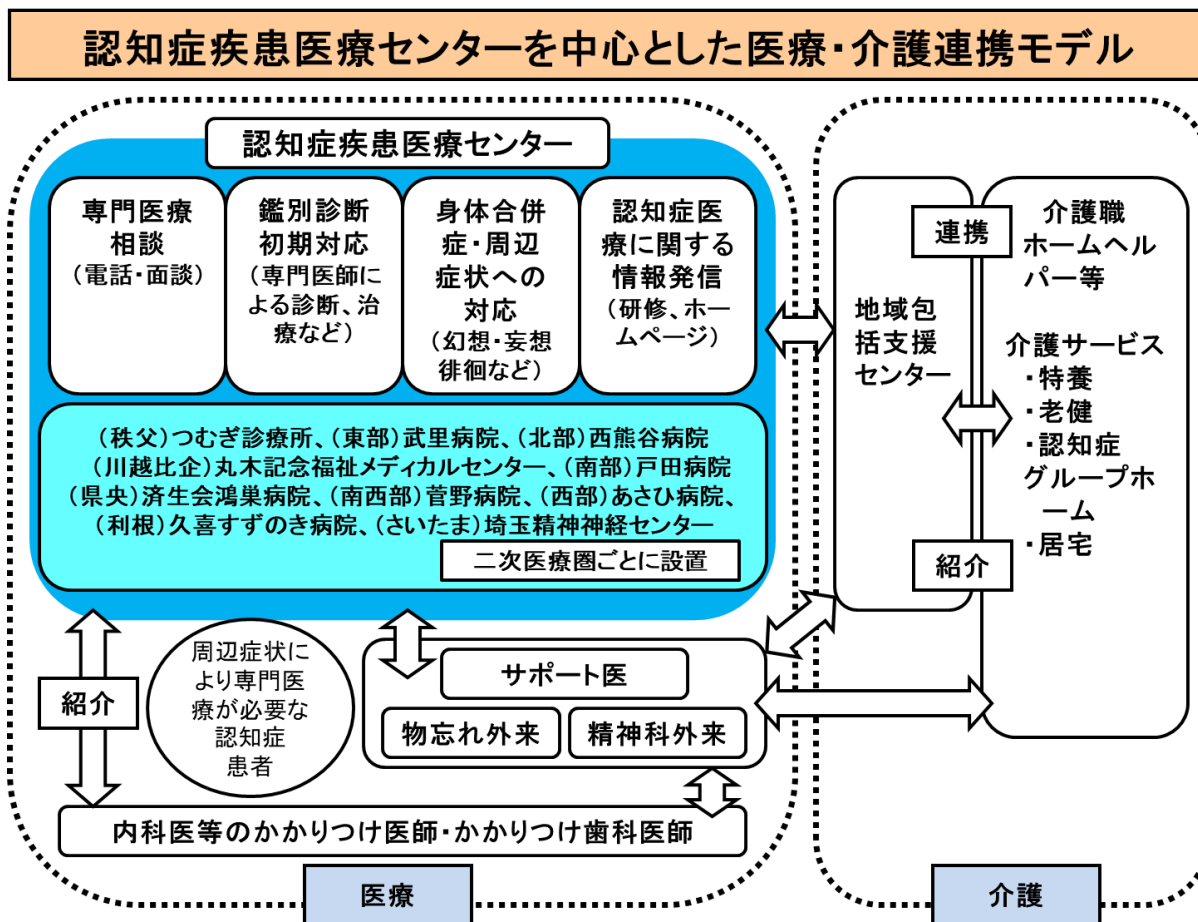 認知症疾患医療センターを中心とした医療・介護連携モデル
認知症疾患医療センター
専門医療
相談
(電話・面談)
鑑別診断
初期対応
(専門医師に
よる診断、治
療など)
身体合併
症・周辺
症状への
対応
(幻想・妄想
徘徊など)
認知症医
療に関する
情報発信
(研修、ホー
ムページ)
(秩父)つむぎ診療所、(東部)武里病院、(北部)西熊谷病院
(川越比企)丸木記念福祉メディカルセンター、(南部)戸田病院
(県央)済生会鴻巣病院、(南西部)菅野病院、(西部)あさひ病院、
(利根)久喜すずのき病院、(さいたま)埼玉精神神経センター
二次医療圏ごとに設置
紹介
周辺症状に
より専門医
療が必要な
認知症
患者
サポート医
物忘れ外来
精神科外来
内科医等のかかりつけ医師・かかりつけ歯科医師
医療
地域包
括支援
センター
連携
紹介
介護職
ホームヘル
パー等
介護サービス
・特養
・老健
・認知症
グループホ
ーム
・居宅
介護